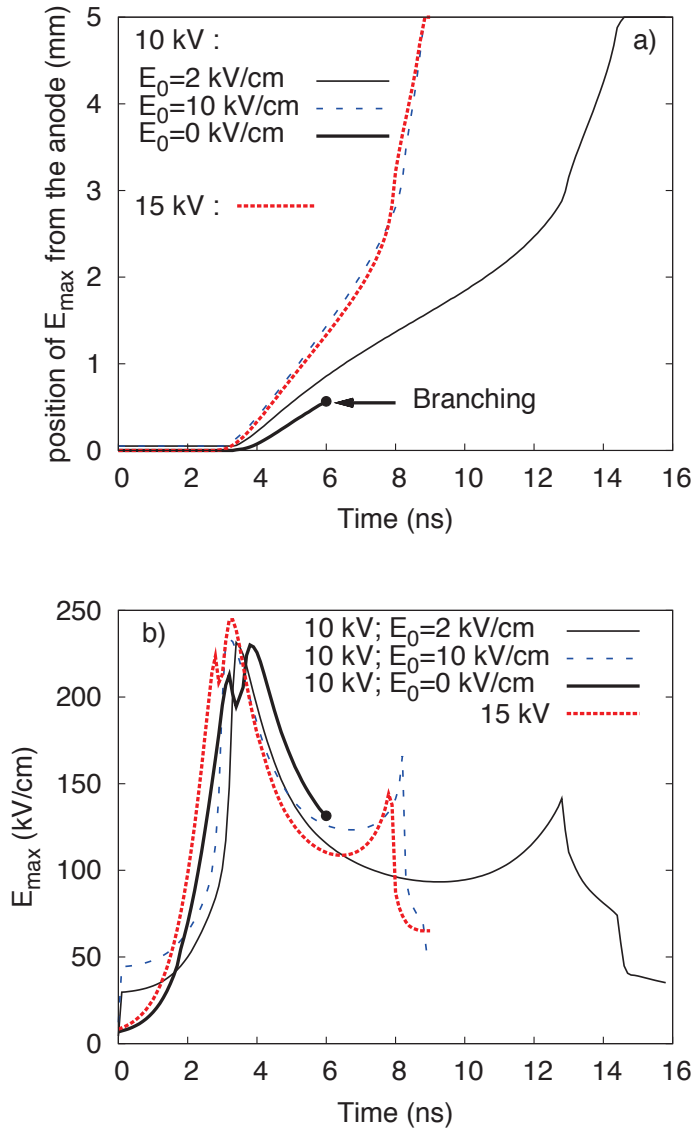 5
4
3
2
1
0
position of Emax from the anode (mm)
10 kV :
a)
E0=2 kV/cm
E0=10 kV/cm
E0=0 kV/cm
15 kV :
Branching
0 2 4 6 8 10 12 14 16
Time (ns)
250
200
150
100
50
0
Emax (kV/cm)
b)
10 kV; E0=2 kV/cm
10 kV; E0=10 kV/cm
10 kV; E0=0 kV/cm
15 kV
0 2 4 6 8 10 12 14 16
Time (ns)